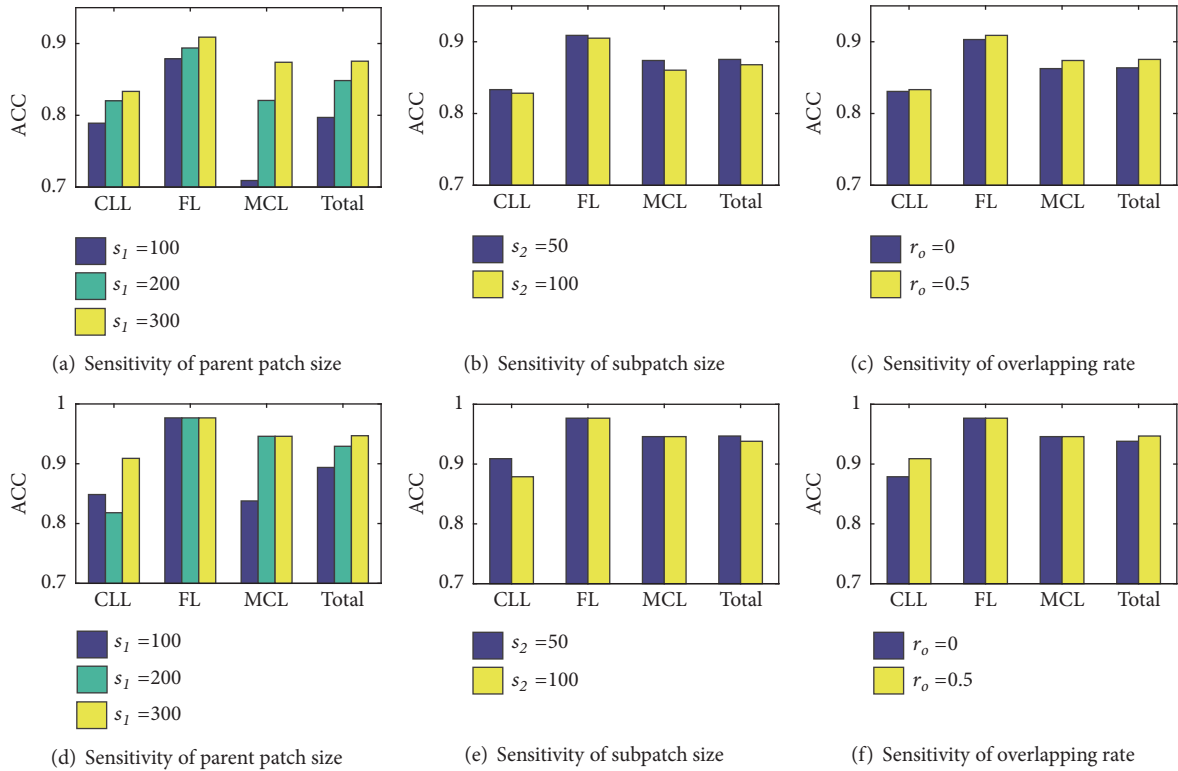 0.9
0.8
0.7
ACC
CLL FL MCL Total
s1 =100
s1 =200
s1 =300
(a) Sensitivity of parent patch size
0.9
0.8
0.7
ACC
CLL FL MCL Total
s2 =50
s2 =100
(b) Sensitivity of subpatch size
0.9
0.8
0.7
ACC
CLL FL MCL Total
ro =0
ro =0.5
(c) Sensitivity of overlapping rate
1
0.9
0.8
0.7
ACC
CLL FL MCL Total
s1 =100
s1 =200
s1 =300
(d) Sensitivity of parent patch size
1
0.9
0.8
0.7
ACC
CLL FL MCL Total
s2 =50
s2 =100
(e) Sensitivity of subpatch size
1
0.9
0.8
0.7
ACC
CLL FL MCL Total
ro =0
ro =0.5
(f) Sensitivity of overlapping rate